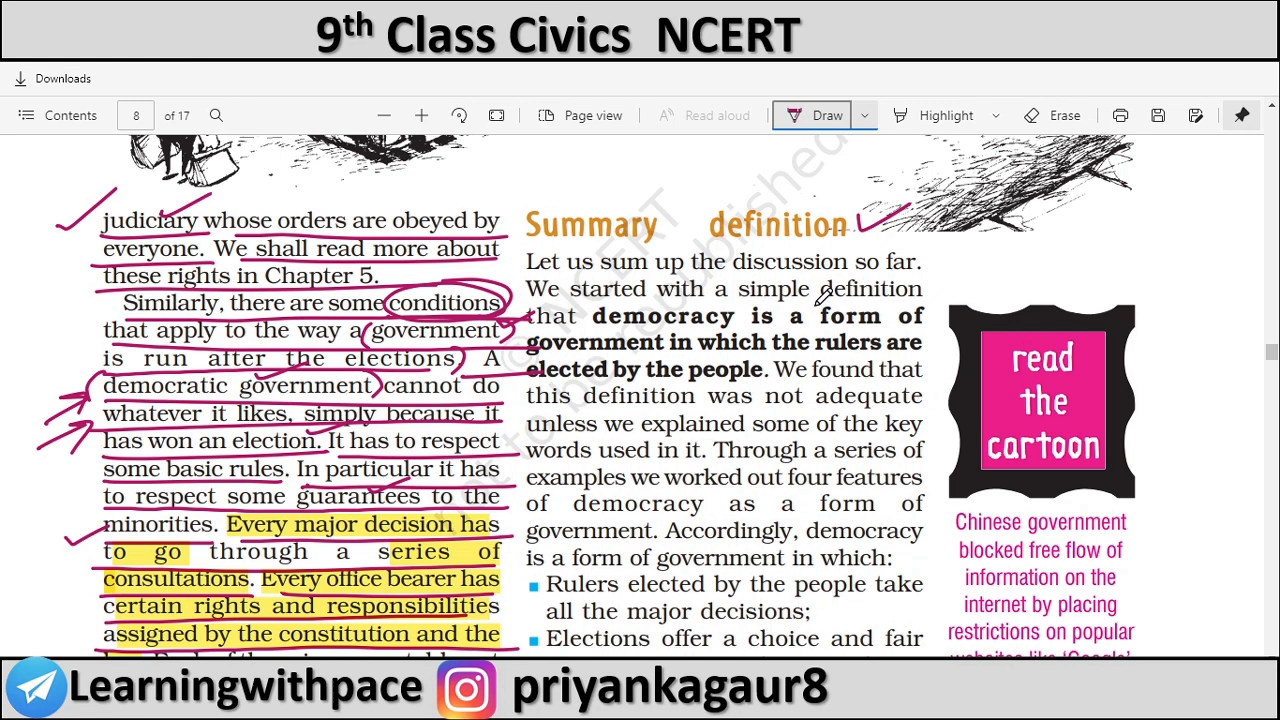 9th Class Civics NCERT
Downloads
Contents 8 of 17 Page view Read aloud Draw Highlight Erase
judiciary whose orders are obeyed by
everyone. We shall read more about
these rights in Chapter 5.
Similarly, there are some conditions
that apply to the way a government
is run after the elections. A
democratic government cannot do
whatever it likes, simply because it
has won an election. It has to respect
some basic rules. In particular it has
to respect some guarantees to the
minorities. Every major decision has
to go through a series of
consultations. Every office bearer has
certain rights and responsibilities
assigned by the constitution and the
Summary definition
Let us sum up the discussion so far.
We started with a simple definition
that democracy is a form of
government in which the rulers are
elected by the people. We found that
this definition was not adequate
unless we explained some of the key
words used in it. Through a series of
examples we worked out four features
of democracy as a form of
government. Accordingly, democracy
is a form of government in which:
Rulers elected by the people take
all the major decisions;
Elections offer a choice and fair
read
the
cartoon
Chinese government
blocked free flow of
information on the
internet by placing
restrictions on popular
© NCERT
not to be republished
Learningwithpace priyankagaur8